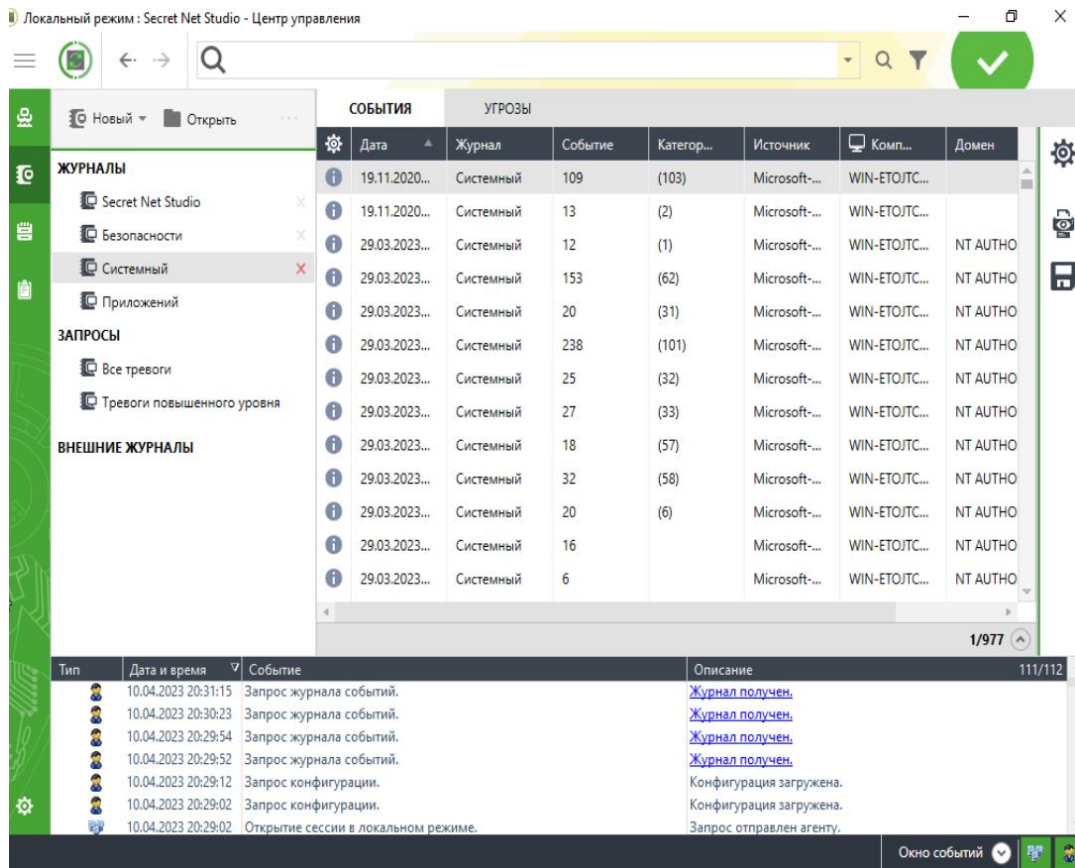 Локальный режим : Secret Net Studio - Центр управления
Новый
Открыть
ЖУРНАЛЫ
Secret Net Studio
Безопасности
Системный
Приложений
ЗАПРОСЫ
Все тревоги
Тревоги повышенного уровня
ВНЕШНИЕ ЖУРНАЛЫ
СОБЫТИЯ УГРОЗЫ
Дата Журнал Событие Категор... Источник Комп... Домен
19.11.2020... Системный 109 (103) Microsoft-... WIN-ETOJTC...
19.11.2020... Системный 13 (2) Microsoft-... WIN-ETOJTC...
29.03.2023... Системный 12 (1) Microsoft-... WIN-ETOJTC... NT AUTHO
29.03.2023... Системный 153 (62) Microsoft-... WIN-ETOJTC... NT AUTHO
29.03.2023... Системный 20 (31) Microsoft-... WIN-ETOJTC... NT AUTHO
29.03.2023... Системный 238 (101) Microsoft-... WIN-ETOJTC... NT AUTHO
29.03.2023... Системный 25 (32) Microsoft-... WIN-ETOJTC... NT AUTHO
29.03.2023... Системный 27 (33) Microsoft-... WIN-ETOJTC... NT AUTHO
29.03.2023... Системный 18 (57) Microsoft-... WIN-ETOJTC... NT AUTHO
29.03.2023... Системный 32 (58) Microsoft-... WIN-ETOJTC... NT AUTHO
29.03.2023... Системный 20 (6) Microsoft-... WIN-ETOJTC... NT AUTHO
29.03.2023... Системный 16 Microsoft-... WIN-ETOJTC... NT AUTHO
29.03.2023... Системный 6 Microsoft-... WIN-ETOJTC... NT AUTHO
1/977
Тип Дата и время Событие Описание 111/112
10.04.2023 20:31:15 Запрос журнала событий. Журнал получен.
10.04.2023 20:30:23 Запрос журнала событий. Журнал получен.
10.04.2023 20:29:54 Запрос журнала событий. Журнал получен.
10.04.2023 20:29:52 Запрос журнала событий. Журнал получен.
10.04.2023 20:29:12 Запрос конфигурации. Конфигурация загружена.
10.04.2023 20:29:02 Запрос конфигурации. Конфигурация загружена.
10.04.2023 20:29:02 Открытие сессии в локальном режиме. Запрос отправлен агенту.
Окно событий